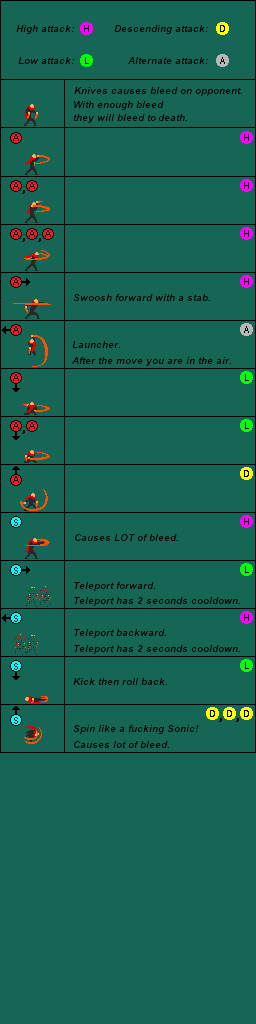 High attack: H Descending attack: D
Low attack: L Alternate attack: A
Knives causes bleed on opponent.
With enough bleed
they will bleed to death.
A H
A,A H
A,A,A H
A H
Swoosh forward with a stab.
A A
Launcher.
After the move you are in the air.
A L
A,A L
A D
S H
Causes LOT of bleed.
S L
Teleport forward.
Teleport has 2 seconds cooldown.
S H
Teleport backward.
Teleport has 2 seconds cooldown.
S L
Kick then roll back.
S D,D,D
Spin like a fucking Sonic!
Causes lot of bleed.